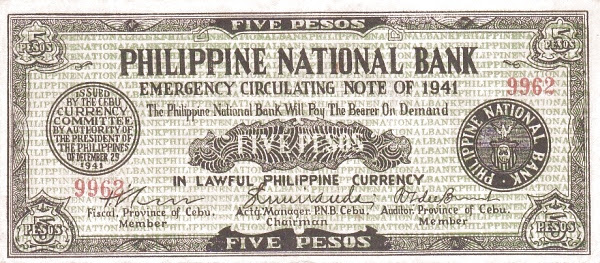 FIVE PESOS
5
PESOS
5
PESOS
PHILIPPINE NATIONAL BANK
EMERGENCY CIRCULATING NOTE OF 1941
9962
ISSUED
BY THE CEBU
CURRENCY
COMMITTEE
BY AUTHORITY OF
THE PRESIDENT OF
THE PHILIPPINES
OF DECEMBER 29
1941
The Philippine National Bank Will Pay The Bearer On Demand
FIVE PESOS
PHILIPPINE NATIONAL BANK
IN LAWFUL PHILIPPINE CURRENCY.
9962
Fiscal, Province of Cebu,
Member
Actg. Manager P.N.B. Cebu,
Chairman
Auditor Province of Cebu,
Member
5
PESOS
5
PESOS
FIVE PESOS